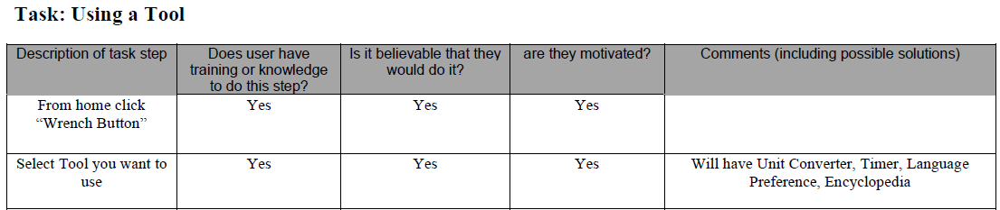 Task: Using a Tool
Description of task step
Does user have
training or knowledge
to do this step?
Is it believable that they
would do it?
are they motivated?
Comments (including possible solutions)
From home click
“Wrench Button”
Yes
Yes
Yes
Select Tool you want to
use
Yes
Yes
Yes
Will have Unit Converter, Timer, Language
Preference, Encyclopedia